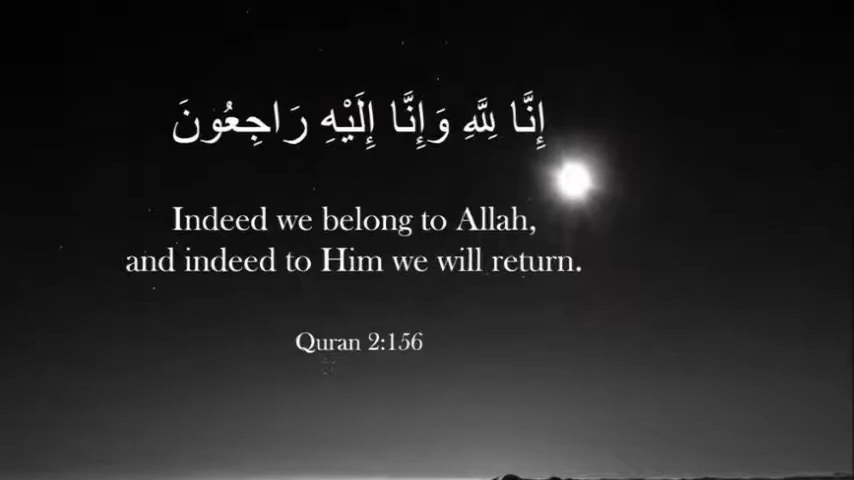 إِنَّا لِلَّهِ وَإِنَّا إِلَيْهِ رَاجِعُونَ
Indeed we belong to Allah,
and indeed to Him we will return.
Quran 2:156